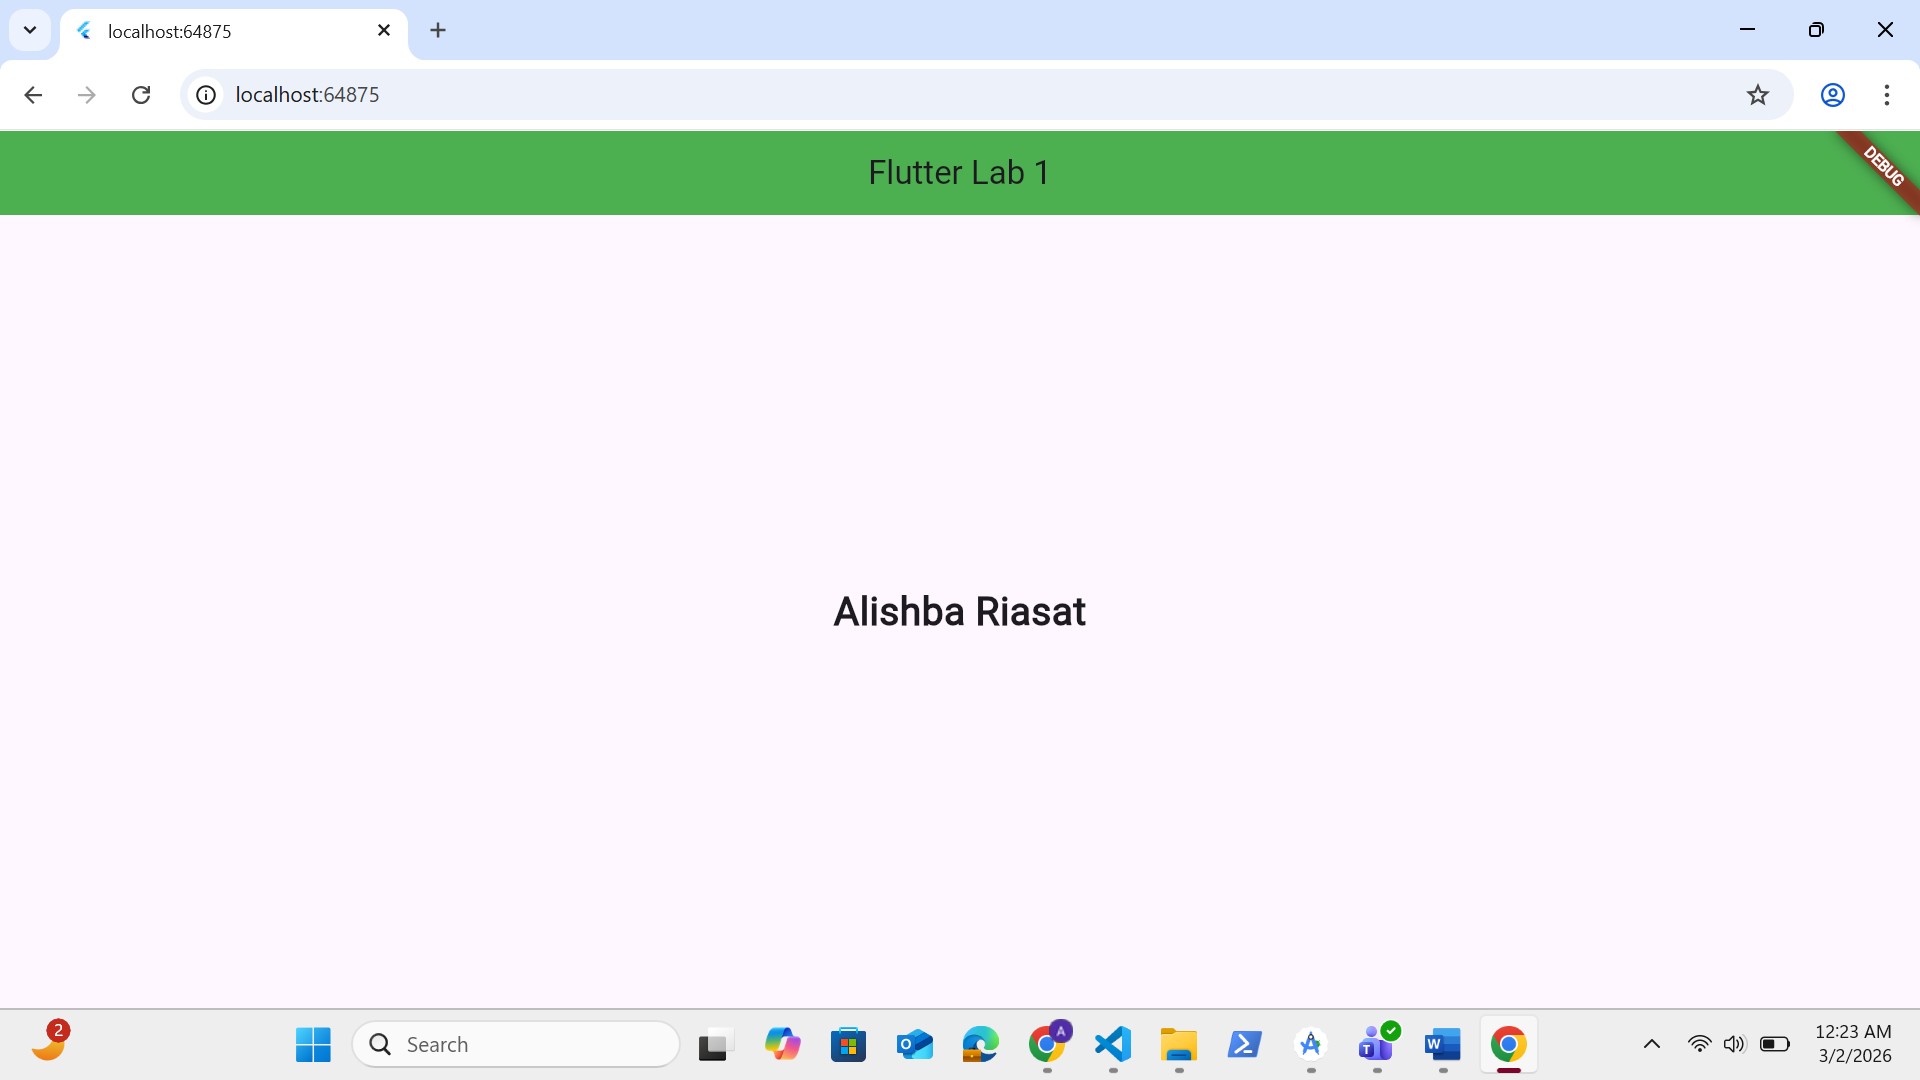 localhost:64875
localhost:64875
Flutter Lab 1
DEBUG
Alishba Riasat
2
Search
A
12:23 AM
3/2/2026